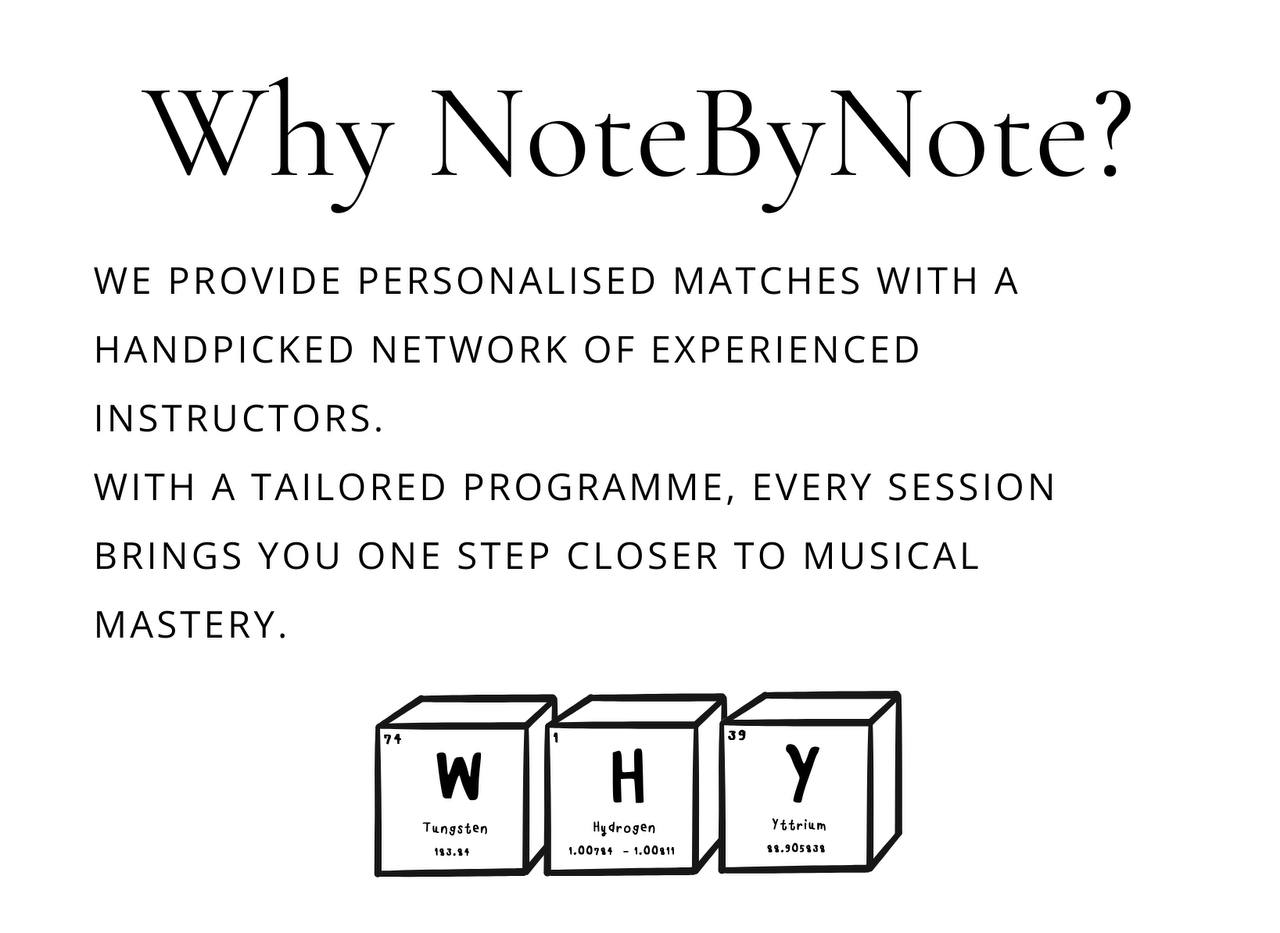 Why NoteByNote?
WE PROVIDE PERSONALISED MATCHES WITH A
HANDPICKED NETWORK OF EXPERIENCED
INSTRUCTORS.
WITH A TAILORED PROGRAMME, EVERY SESSION
BRINGS YOU ONE STEP CLOSER TO MUSICAL
MASTERY.
74
W
Tungsten
183.84
1
H
Hydrogen
1.00784 - 1.00811
39
Y
Yttrium
88.905838